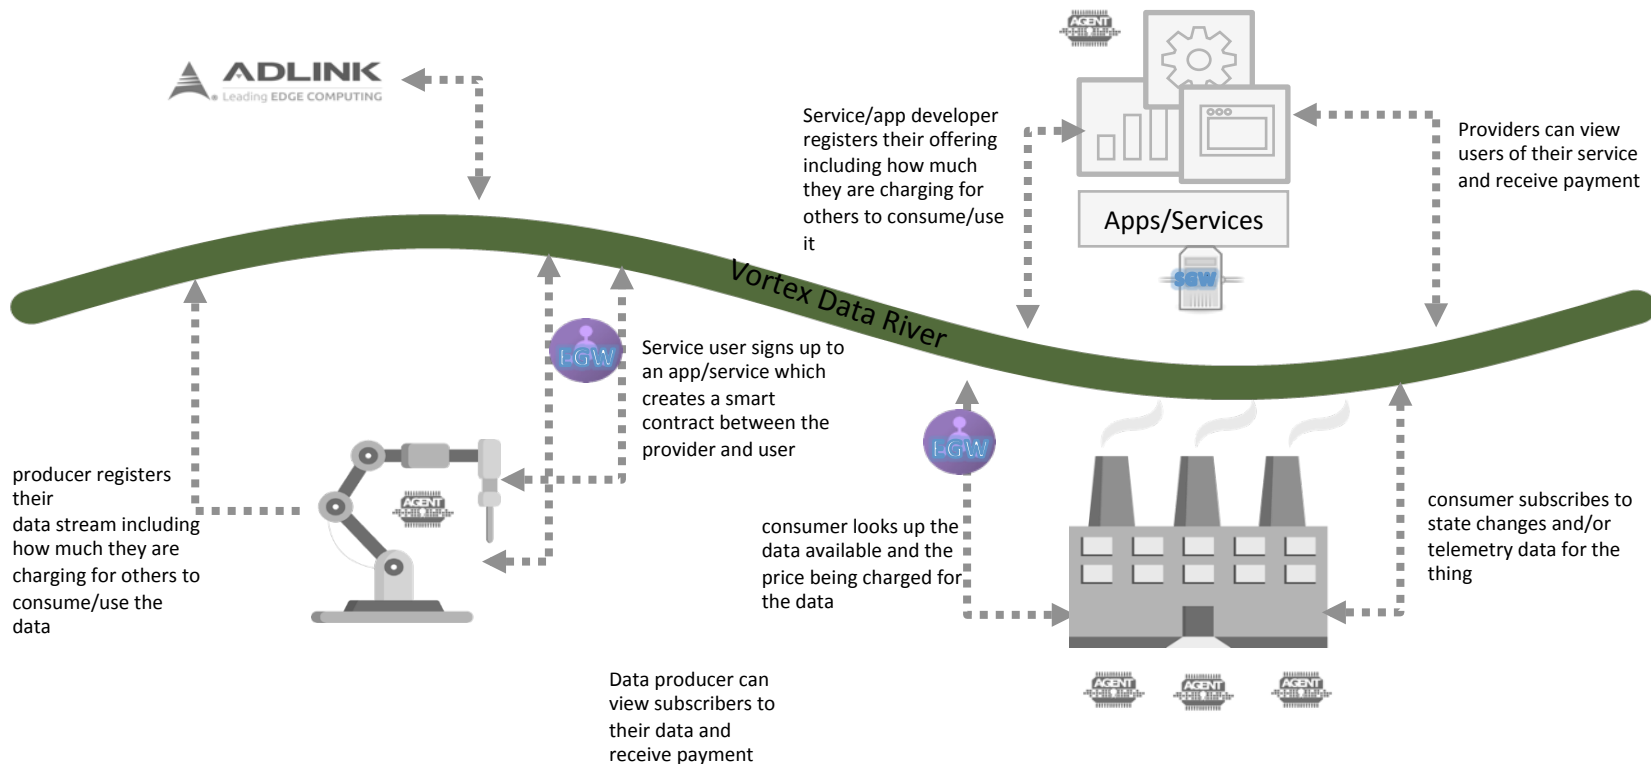 AGENT
ADLINK
Leading EDGE COMPUTING
Service/app developer
registers their offering
including how much
they are charging for
others to consume/use
it
Providers can view
users of their service
and receive payment
Apps/Services
SGW
Vortex Data River
EGW
Service user signs up to
an app/service which
creates a smart
contract between the
provider and user
EGW
producer registers
their
data stream including
how much they are
charging for others to
consume/use the
data
AGENT
consumer looks up the
data available and the
price being charged for
the data
consumer subscribes to
state changes and/or
telemetry data for the
thing
Data producer can
view subscribers to
their data and
receive payment
AGENT
AGENT
AGENT